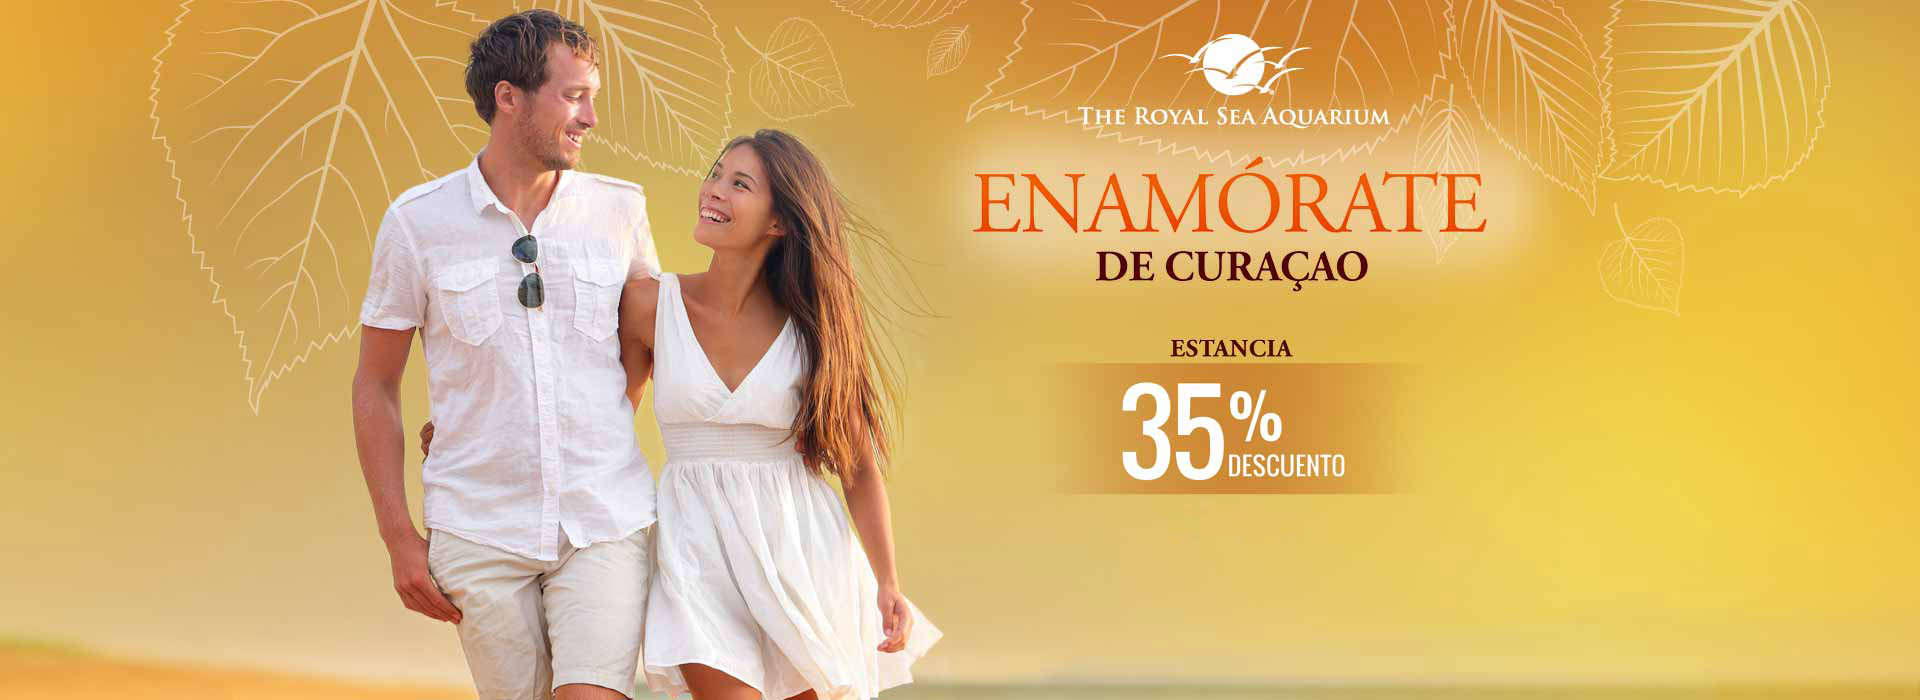 THE ROYAL SEA AQUARIUM
ENAMÓRATE
DE CURAÇAO
ESTANCIA
35%
DESCUENTO